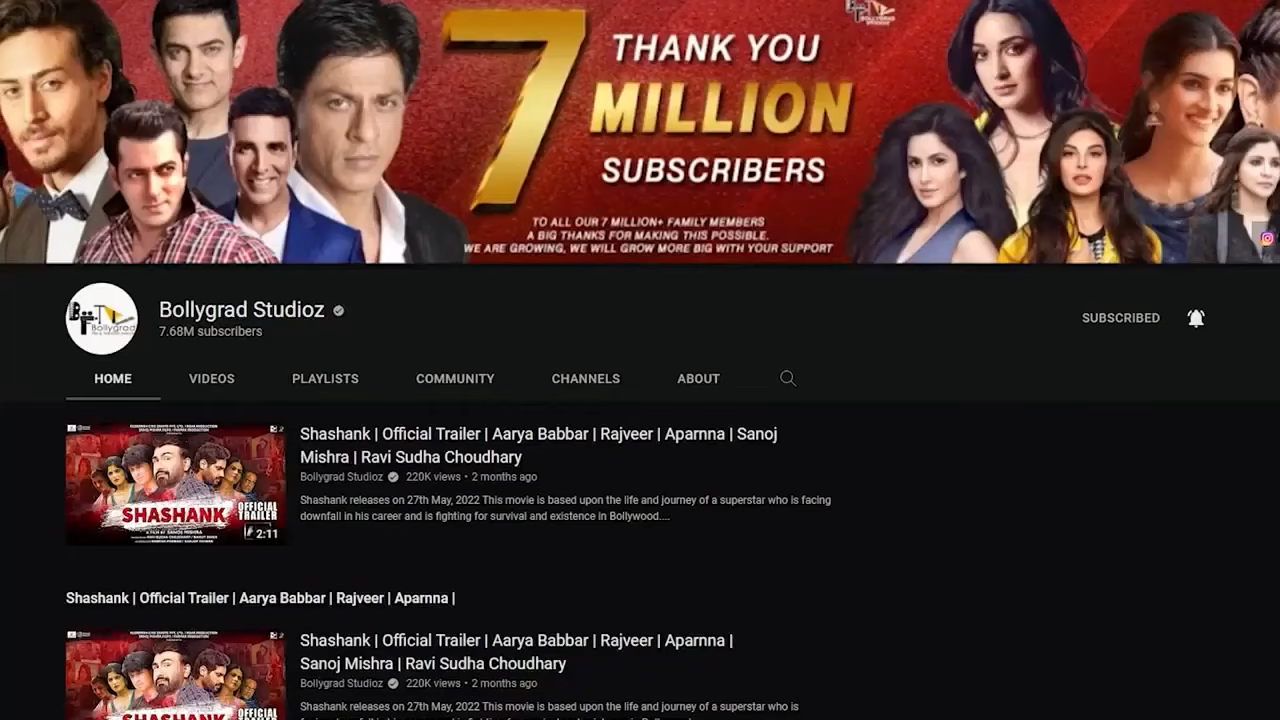 7
THANK YOU
MILLION
SUBSCRIBERS
TO ALL OUR 7 MILLION+ FAMILY MEMBERS
A BIG THANKS FOR MAKING THIS POSSIBLE.
WE ARE GROWING, WE WILL GROW MORE BIG WITH YOUR SUPPORT
Bollygrad
Bollygrad Studioz
7.68M subscribers
SUBSCRIBED
HOME
VIDEOS
PLAYLISTS
COMMUNITY
CHANNELS
ABOUT
SHASHANK
OFFICIAL
TRAILER
2:11
Shashank | Official Trailer | Aarya Babbar | Rajveer | Aparnna | Sanoj
Mishra | Ravi Sudha Choudhary
Bollygrad Studioz 220K views • 2 months ago
Shashank releases on 27th May, 2022 This movie is based upon the life and journey of a superstar who is facing
downfall in his career and is fighting for survival and existence in Bollywood....
Shashank | Official Trailer | Aarya Babbar | Rajveer | Aparnna |
SHASHANK
OFFICIAL
TRAILER
Shashank | Official Trailer | Aarya Babbar | Rajveer | Aparnna |
Sanoj Mishra | Ravi Sudha Choudhary
Bollygrad Studioz 220K views • 2 months ago
Shashank releases on 27th May, 2022 This movie is based upon the life and journey of a superstar who is